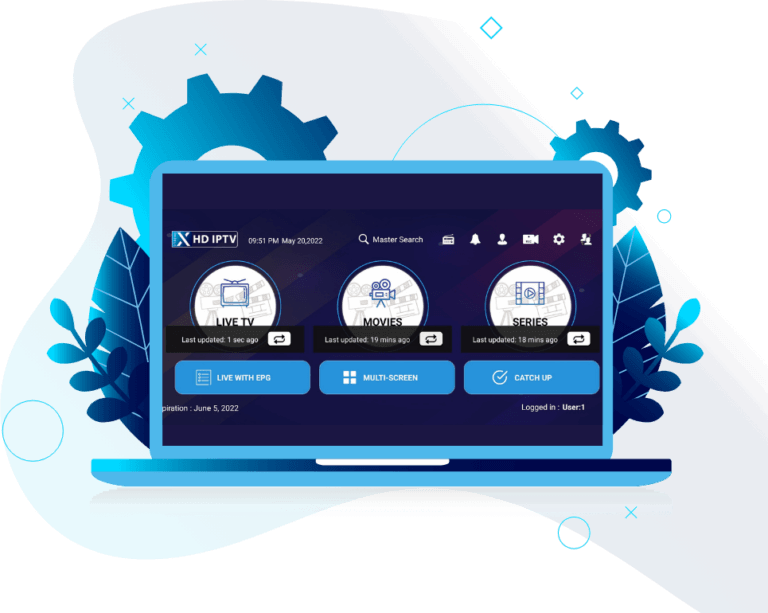 X HD IPTV
09:51 PM May 20,2022
Master Search
LIVE TV
MOVIES
SERIES
Last updated: 1 sec ago
Last updated: 19 mins ago
Last updated: 18 mins ago
LIVE WITH EPG
MULTI-SCREEN
CATCH UP
piration : June 5, 2022
Logged in : User:1